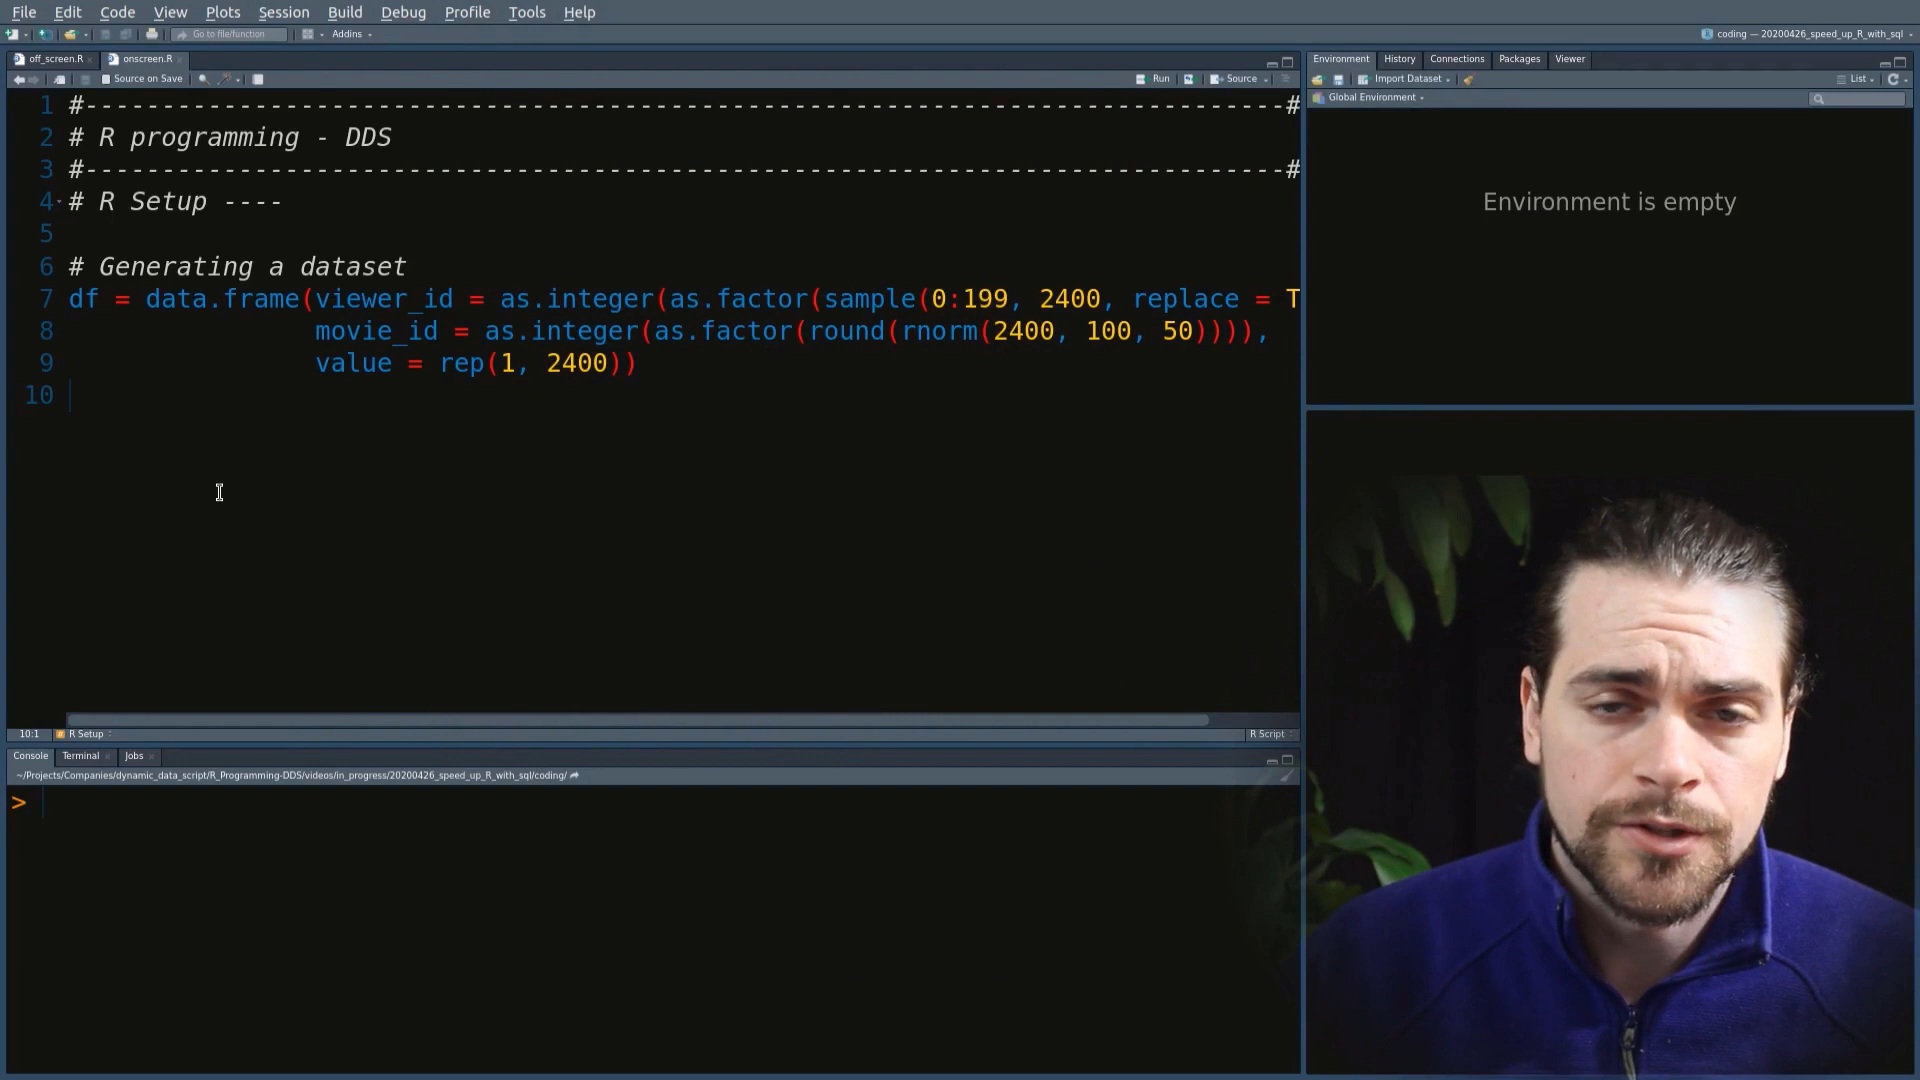 File Edit Code View Plots Session Build Debug Profile Tools Help
Go to file/function Addins coding — 20200426_speed_up_R_with_sql
off_screen.R onscreen.R
Source on Save Run Source
1 #------------------------------------------------------------------------------#
2 # R programming - DDS
3 #------------------------------------------------------------------------------#
4 # R Setup ----
5
6 # Generating a dataset
7 df = data.frame(viewer_id = as.integer(as.factor(sample(0:199, 2400, replace = T
8 movie_id = as.integer(as.factor(round(rnorm(2400, 100, 50)))),
9 value = rep(1, 2400))
10
10:1 R Setup R Script
Console Terminal Jobs
~/Projects/Companies/dynamic_data_script/R_Programming-DDS/videos/in_progress/20200426_speed_up_R_with_sql/coding/
>
Environment History Connections Packages Viewer
Import Dataset List
Global Environment
Environment is empty